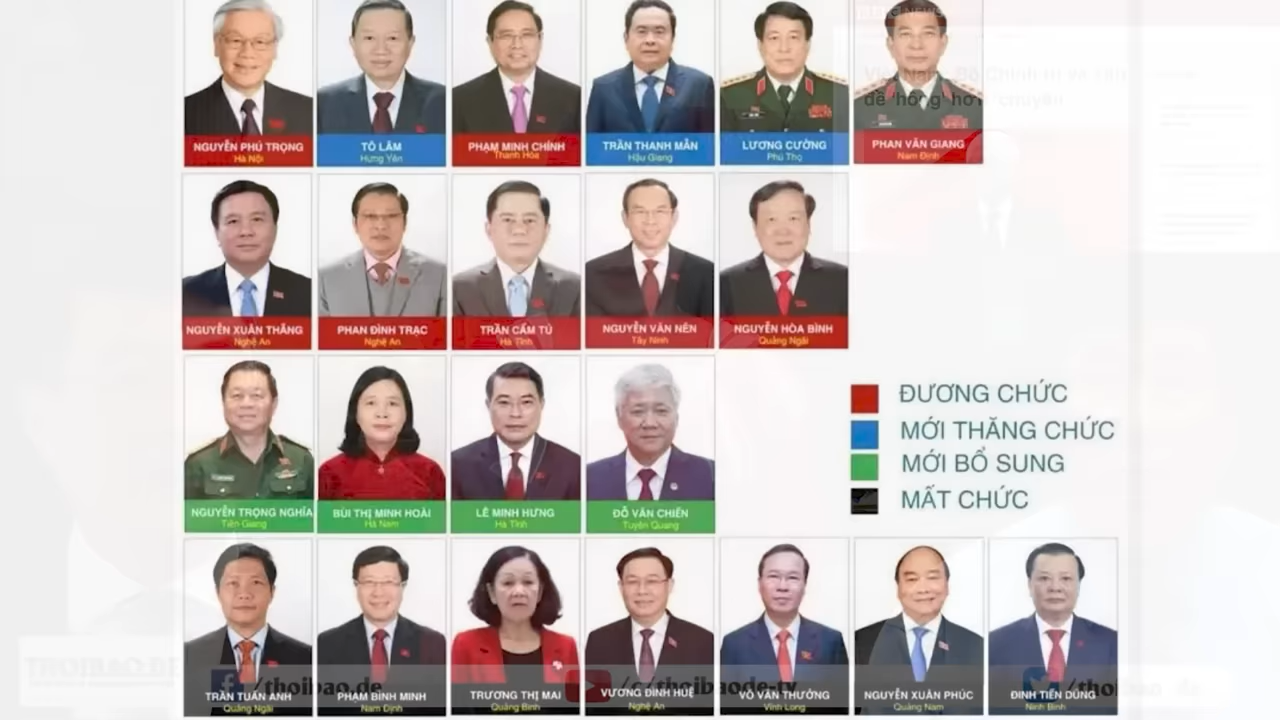 NGUYỄN PHÚ TRỌNG
Hà Nội
TÔ LÂM
Hưng Yên
PHẠM MINH CHÍNH
Thanh Hóa
TRẦN THANH MẪN
Hậu Giang
LƯƠNG CƯỜNG
Phú Thọ
PHAN VĂN GIANG
Nam Định
NGUYỄN XUÂN THẮNG
Nghệ An
PHAN ĐÌNH TRẠC
Nghệ An
TRẦN CẨM TÚ
Hà Tĩnh
NGUYỄN VĂN NÊN
Tây Ninh
NGUYỄN HÒA BÌNH
Quảng Ngãi
ĐƯƠNG CHỨC
MỚI THĂNG CHỨC
MỚI BỔ SUNG
MẤT CHỨC
NGUYỄN TRỌNG NGHĨA
Tiền Giang
BÙI THỊ MINH HOÀI
Hà Nam
LÊ MINH HƯNG
Hà Tĩnh
ĐỖ VĂN CHIẾN
Tuyên Quang
TRẦN TUẤN ANH
Quảng Ngãi
PHẠM BÌNH MINH
Nam Định
TRƯƠNG THỊ MAI
Quảng Bình
VƯƠNG ĐÌNH HUỆ
Nghệ An
VÕ VĂN THƯỞNG
Vĩnh Long
NGUYỄN XUÂN PHÚC
Quảng Nam
ĐINH TIẾN DŨNG
Ninh Bình
/thoibao.de
/c/thoibaode-tv
/thoibao_de